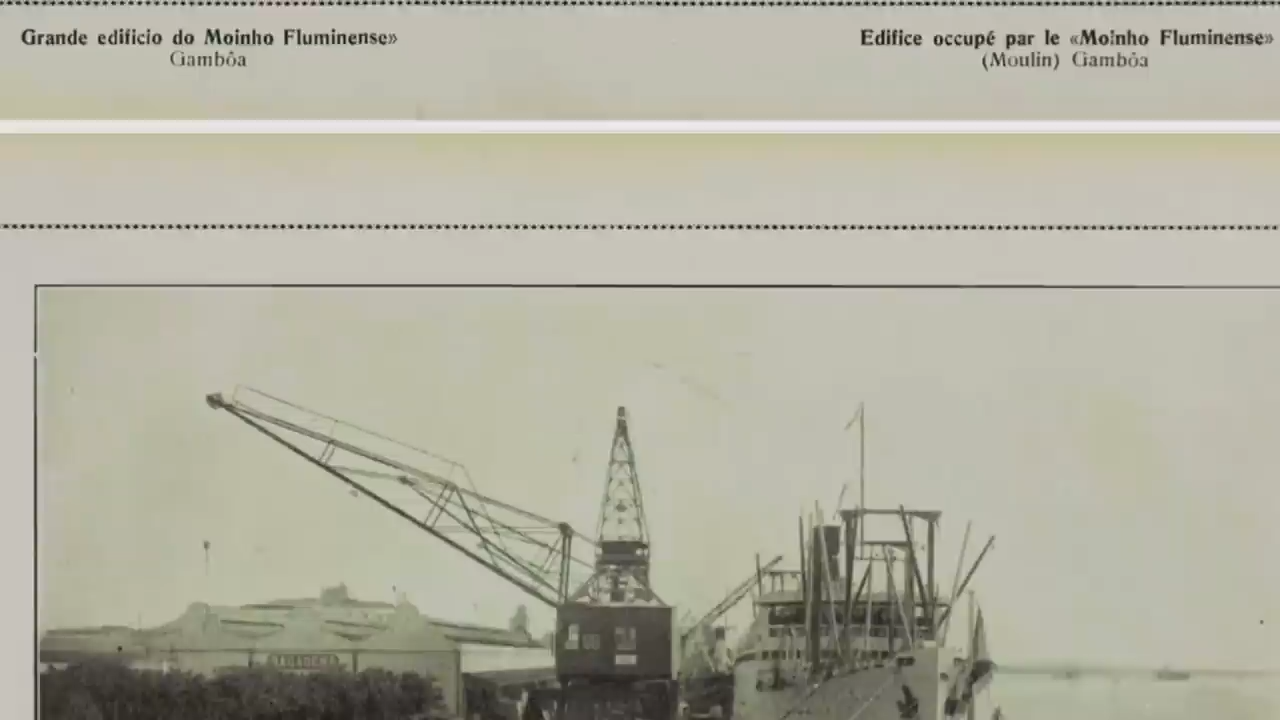 Grande edificio do Moinho Fluminense»
Gambôa
Edifice occupé par le «Moinho Fluminense»
(Moulin) Gambôa